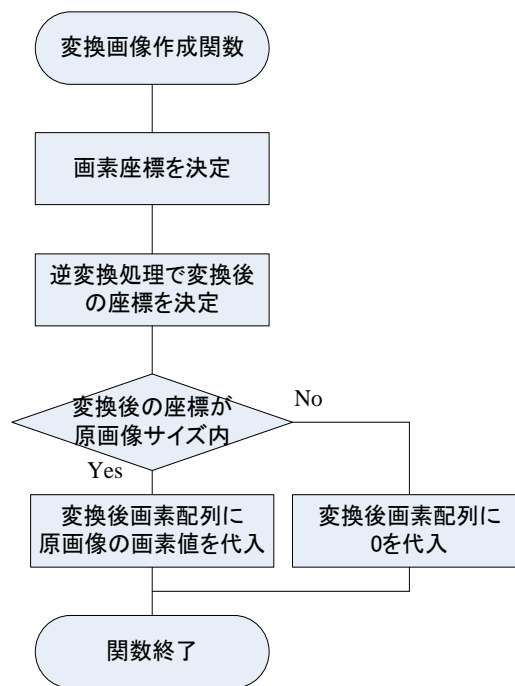 変換画像作成関数
画素座標を決定
逆変換処理で変換後
の座標を決定
変換後の座標が
原画像サイズ内
No
Yes
変換後画素配列に
原画像の画素値を代入
変換後画素配列に
0を代入
関数終了